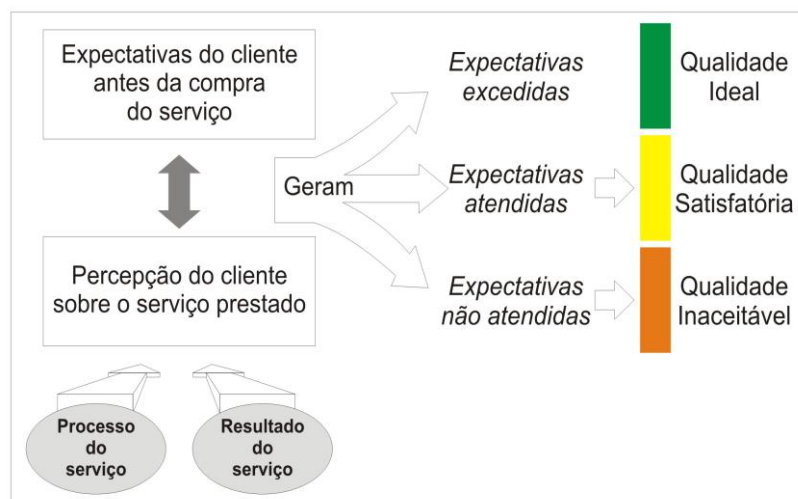 Expectativas do cliente
antes da compra
do serviço
Percepção do cliente
sobre o serviço prestado
Processo
do
serviço
Resultado
do
serviço
Geram
Expectativas
excedidas
Qualidade
Ideal
Expectativas
atendidas
Qualidade
Satisfatória
Expectativas
não atendidas
Qualidade
Inaceitável